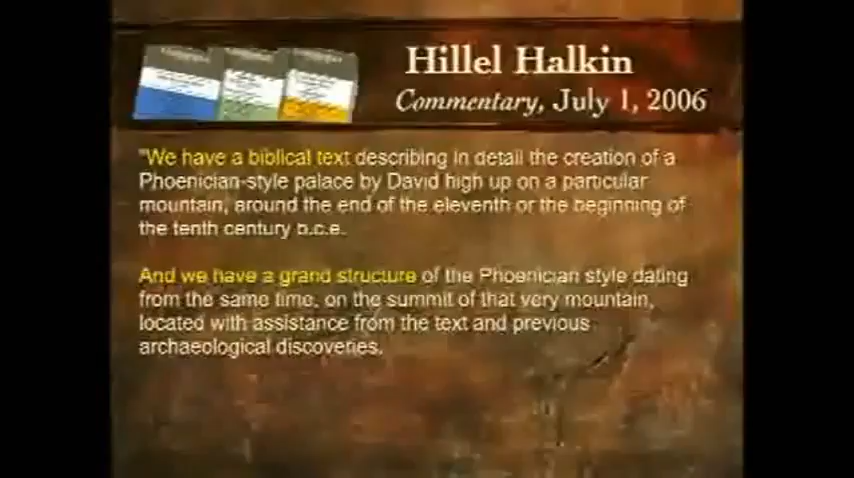 Hillel Halkin
Commentary, July 1, 2006
"We have a biblical text describing in detail the creation of a
Phoenician-style palace by David high up on a particular
mountain, around the end of the eleventh or the beginning of
the tenth century b.c.e.
And we have a grand structure of the Phoenician style dating
from the same time, on the summit of that very mountain,
located with assistance from the text and previous
archaeological discoveries.